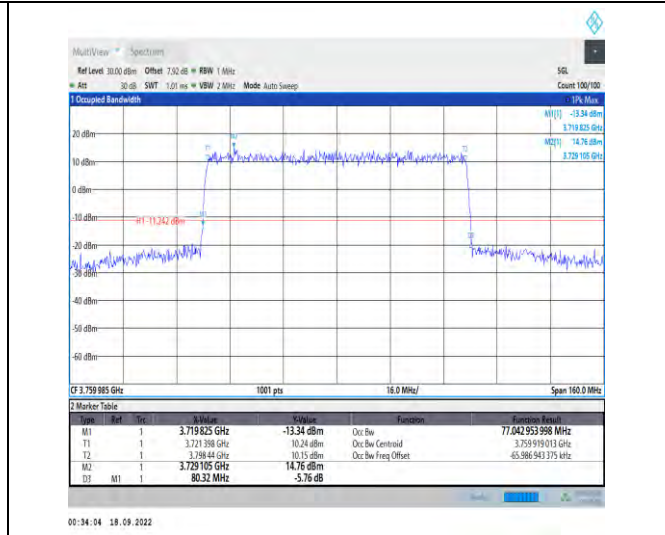 MultiView Spectrum
Ref Level 30.00 dBm Offset 7.92 dB RBW 1 MHz SGL
Att 30 dB SWT 1.01 ms VBW 2 MHz Mode Auto Sweep Count 100/100
1 Occupied Bandwidth 1Pk Max
M1[1] -13.34 dBm
3.719 825 GHz
M2[1] 14.76 dBm
3.729 105 GHz
20 dBm
10 dBm
0 dBm
-10 dBm
H1 -11.242 dBm
-20 dBm
-30 dBm
-50 dBm
-60 dBm
M2
T1
M1
CF 3.759 985 GHz 1001 pts 16.0 MHz/ Span 160.0 MHz
2 Marker Table
Type Ref Trc X-Value Y-Value Function Function Result
M1 1 3.719 825 GHz -13.34 dBm Occ Bw 77.042 953 998 MHz
T1 1 3.721 398 GHz 10.24 dBm Occ Bw Centroid 3.759 919 013 GHz
T2 1 3.798 44 GHz 10.15 dBm Occ Bw Freq Offset -65.986 943 375 kHz
M2 1 3.729 105 GHz 14.76 dBm
D3 M1 1 80.32 MHz -5.76 dB
00:34:04 18.09.2022